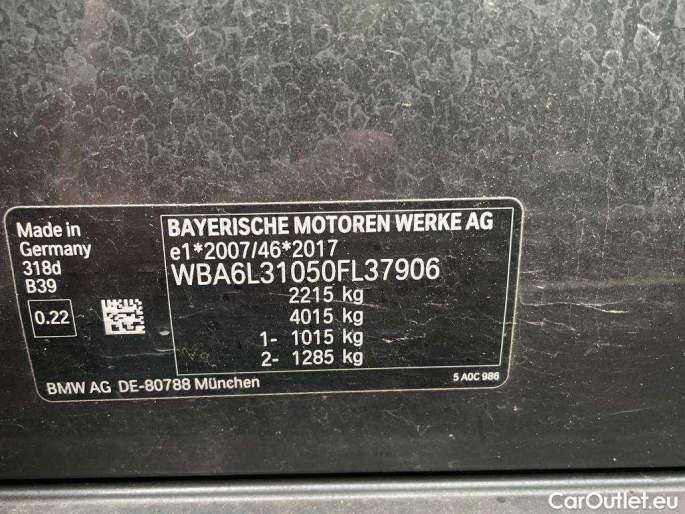 Made in
Germany
318d
B39
0.22
BAYERISCHE MOTOREN WERKE AG
e1*2007/46*2017
WBA6L31050FL37906
2215 kg
4015 kg
1- 1015 kg
2- 1285 kg
BMW AG DE-80788 München
5 A0C 986
CarOutlet.eu